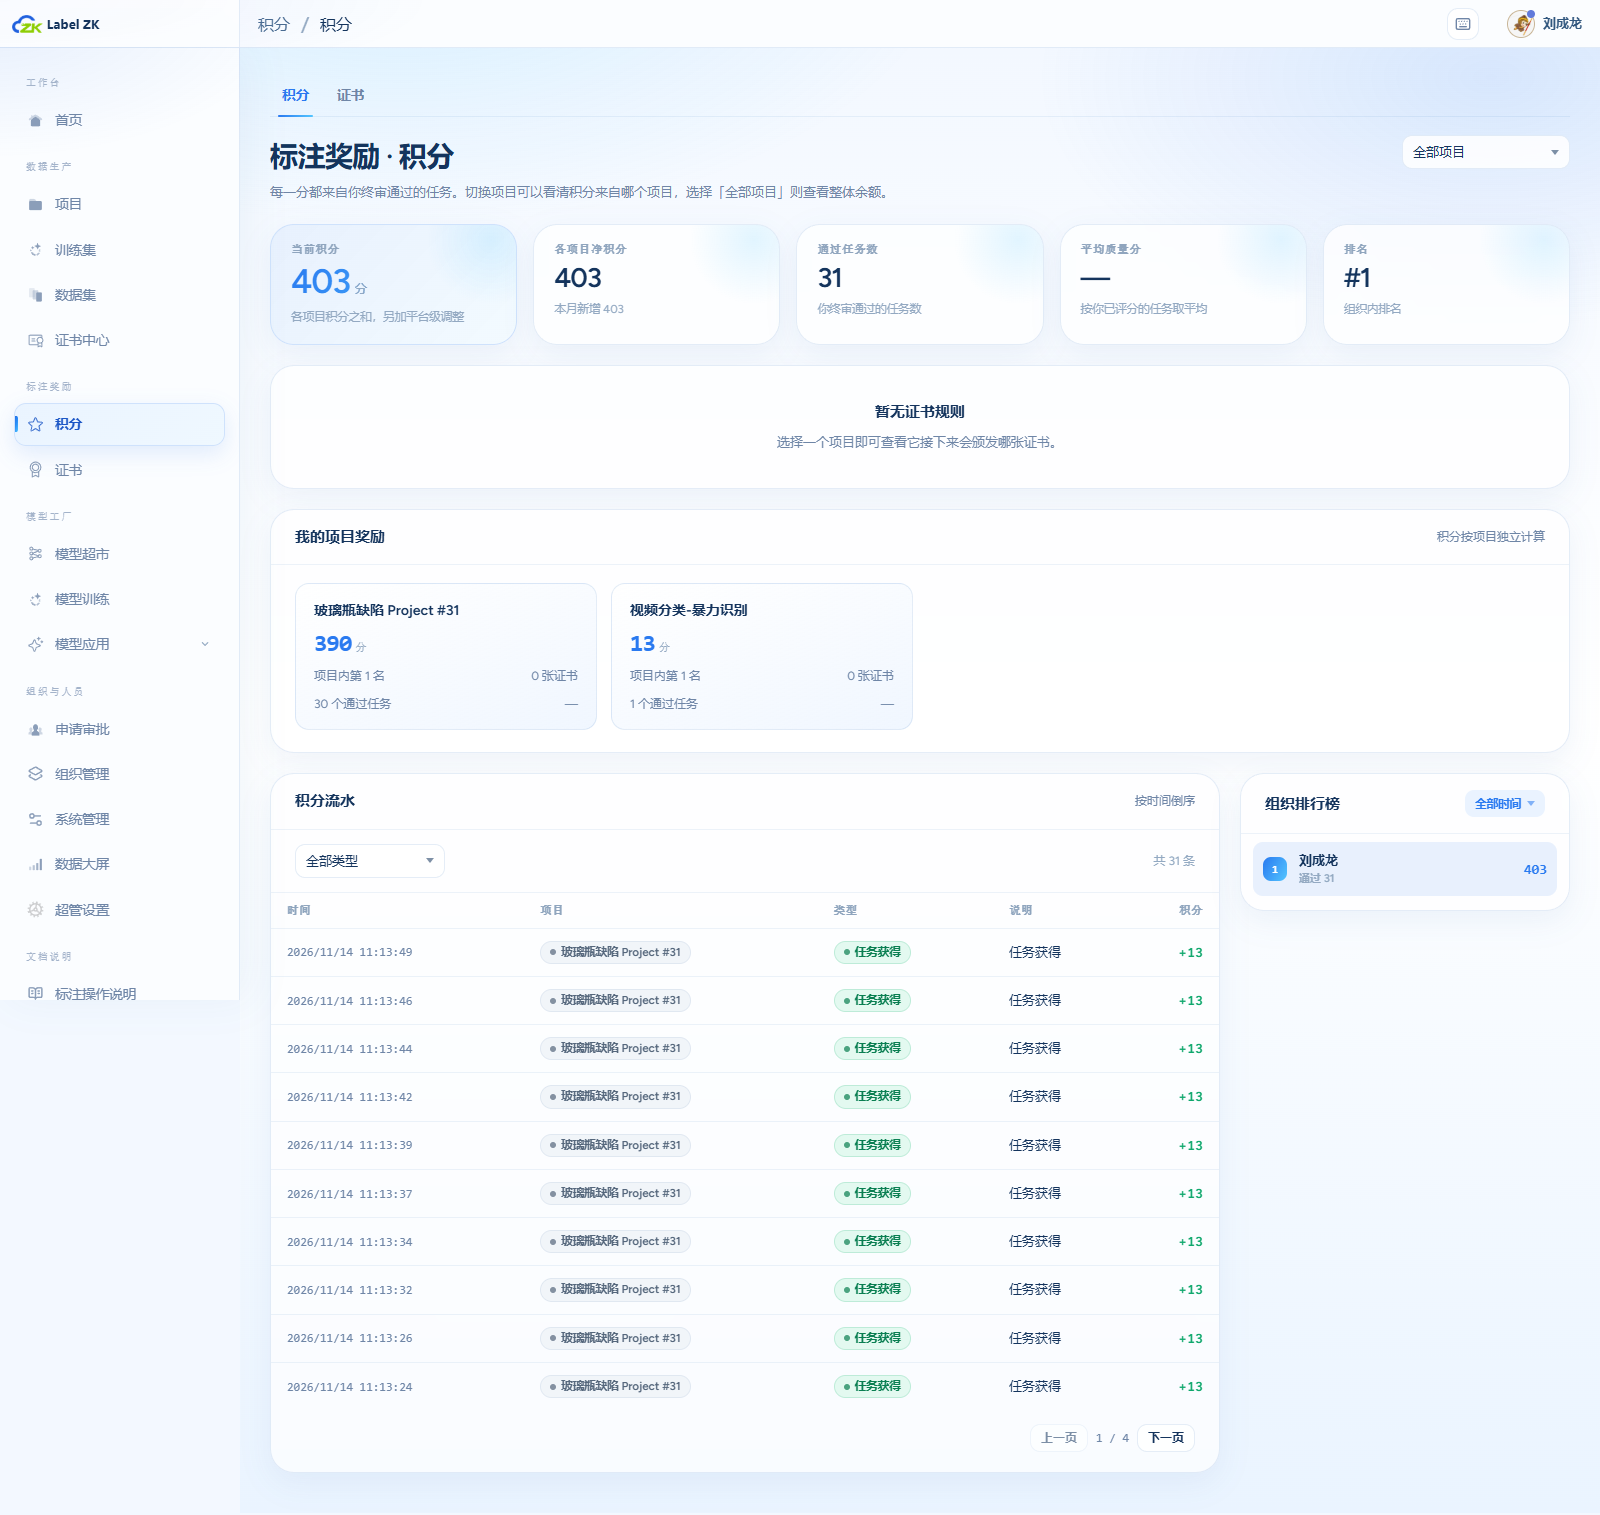 Label ZK
积分 / 积分
刘成龙
工作台
首页
数据生产
项目
训练集
数据集
证书中心
标注奖励
积分
证书
模型工厂
模型超市
模型训练
模型应用
组织与人员
申请审批
组织管理
系统管理
数据大屏
超管设置
文档说明
标注操作说明
积分 证书
标注奖励 · 积分
全部项目
每一分都来自你终审通过的任务。切换项目可以看清积分来自哪个项目，选择「全部项目」则查看整体余额。
当前积分
403 分
各项目积分之和，另加平台级调整
各项目净积分
403
本月新增 403
通过任务数
31
你终审通过的任务数
平均质量分
—
按你已评分的任务取平均
排名
#1
组织内排名
暂无证书规则
选择一个项目即可查看它接下来会颁发哪张证书。
我的项目奖励
积分按项目独立计算
玻璃瓶缺陷 Project #31
390 分
项目内第 1 名 0 张证书
30 个通过任务 —
视频分类-暴力识别
13 分
项目内第 1 名 0 张证书
1 个通过任务 —
积分流水
按时间倒序
全部类型
共 31 条
时间 项目 类型 说明 积分
2026/11/14 11:13:49 玻璃瓶缺陷 Project #31 任务获得 任务获得 +13
2026/11/14 11:13:46 玻璃瓶缺陷 Project #31 任务获得 任务获得 +13
2026/11/14 11:13:44 玻璃瓶缺陷 Project #31 任务获得 任务获得 +13
2026/11/14 11:13:42 玻璃瓶缺陷 Project #31 任务获得 任务获得 +13
2026/11/14 11:13:39 玻璃瓶缺陷 Project #31 任务获得 任务获得 +13
2026/11/14 11:13:37 玻璃瓶缺陷 Project #31 任务获得 任务获得 +13
2026/11/14 11:13:34 玻璃瓶缺陷 Project #31 任务获得 任务获得 +13
2026/11/14 11:13:32 玻璃瓶缺陷 Project #31 任务获得 任务获得 +13
2026/11/14 11:13:26 玻璃瓶缺陷 Project #31 任务获得 任务获得 +13
2026/11/14 11:13:24 玻璃瓶缺陷 Project #31 任务获得 任务获得 +13
上一页 1 / 4 下一页
组织排行榜
全部时间
1 刘成龙 403
通过 31